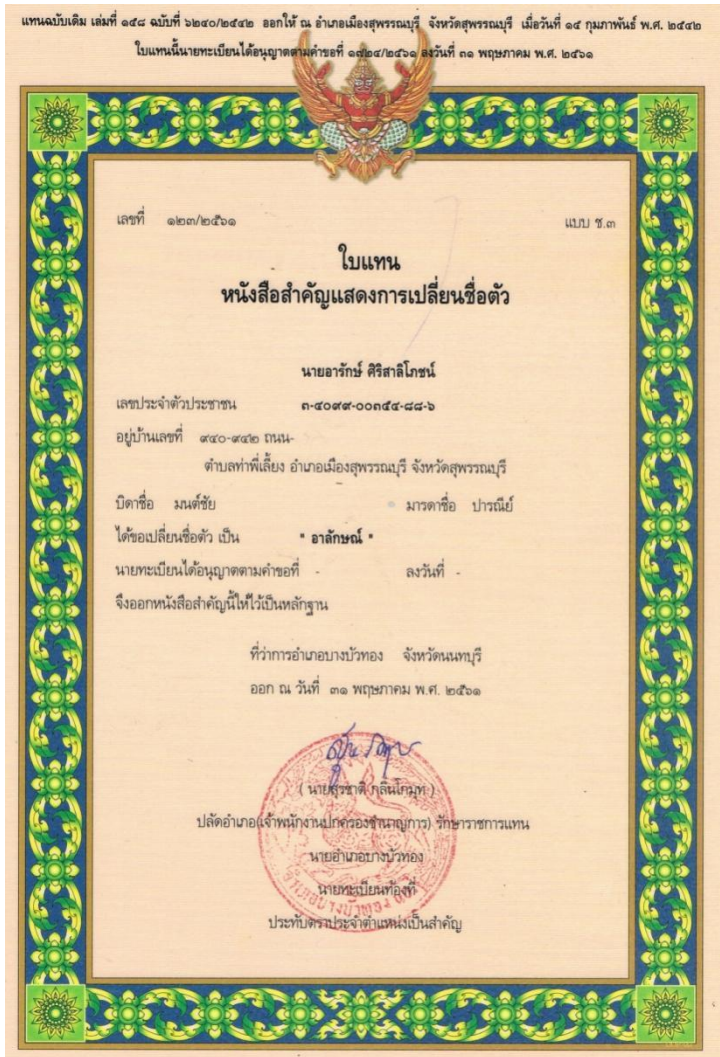 แทนฉบับเดิม เล่มที่ ๑๕๘ ฉบับที่ ๖๒๔๐/๒๕๔๒ ออกให้ ณ อำเภอเมืองสุพรรณบุรี จังหวัดสุพรรณบุรี เมื่อวันที่ ๑๔ กุมภาพันธ์ พ.ศ. ๒๕๔๒
ใบแทนนี้นายทะเบียนได้อนุญาตตามคำขอที่ ๑๗๒๔/๒๕๖๑ ลงวันที่ ๓๑ พฤษภาคม พ.ศ. ๒๕๖๑
เลขที่ ๑๒๓/๒๕๖๑ แบบ ช.๓
ใบแทน
หนังสือสำคัญแสดงการเปลี่ยนชื่อตัว
นายอารักษ์ ศิริสาลิโภชน์
เลขประจำตัวประชาชน ๓-๔๐๙๙-๐๐๓๕๔-๘๘-๖
อยู่บ้านเลขที่ ๙๔๐-๙๔๒ ถนน-
ตำบลท่าพี่เลี้ยง อำเภอเมืองสุพรรณบุรี จังหวัดสุพรรณบุรี
บิดาชื่อ มนต์ชัย มารดาชื่อ ปารณีย์
ได้ขอเปลี่ยนชื่อตัว เป็น " อาลักษณ์ "
นายทะเบียนได้อนุญาตตามคำขอที่ - ลงวันที่ -
จึงออกหนังสือสำคัญนี้ให้ไว้เป็นหลักฐาน
ที่ว่าการอำเภอบางบัวทอง จังหวัดนนทบุรี
ออก ณ วันที่ ๓๑ พฤษภาคม พ.ศ. ๒๕๖๑
( นายสุรชาติ กลิ่นโกมุท )
ปลัดอำเภอ(เจ้าพนักงานปกครองชำนาญการ) รักษาราชการแทน
นายอำเภอบางบัวทอง
นายทะเบียนท้องที่
ประทับตราประจำตำแหน่งเป็นสำคัญ